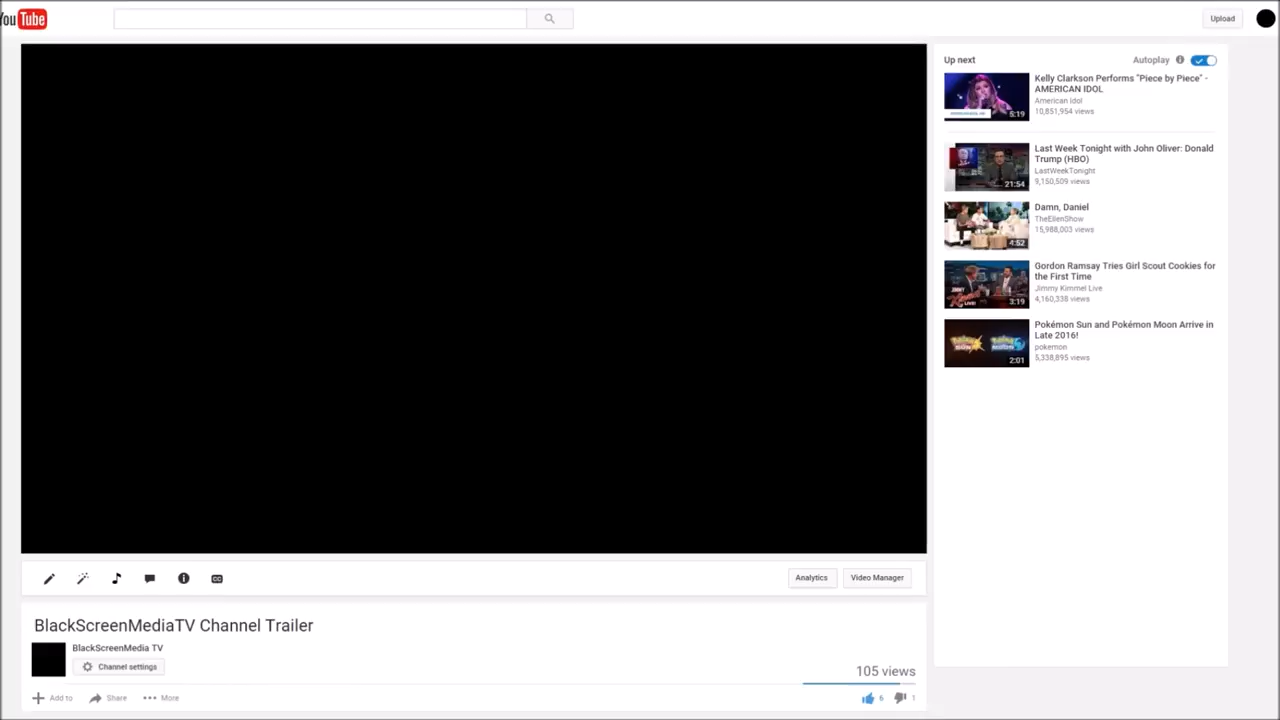 You Tube
Upload
Up next
Autoplay
Kelly Clarkson Performs "Piece by Piece" -
AMERICAN IDOL
American Idol
10,851,954 views
5:19
Last Week Tonight with John Oliver: Donald
Trump (HBO)
LastWeekTonight
9,150,509 views
21:54
Damn, Daniel
TheEllenShow
15,988,003 views
4:52
Gordon Ramsay Tries Girl Scout Cookies for
the First Time
Jimmy Kimmel Live
4,160,338 views
3:19
Pokémon Sun and Pokémon Moon Arrive in
Late 2016!
pokemon
5,338,895 views
2:01
CC
Analytics
Video Manager
BlackScreenMediaTV Channel Trailer
BlackScreenMedia TV
Channel settings
105 views
Add to
Share
More
6
1